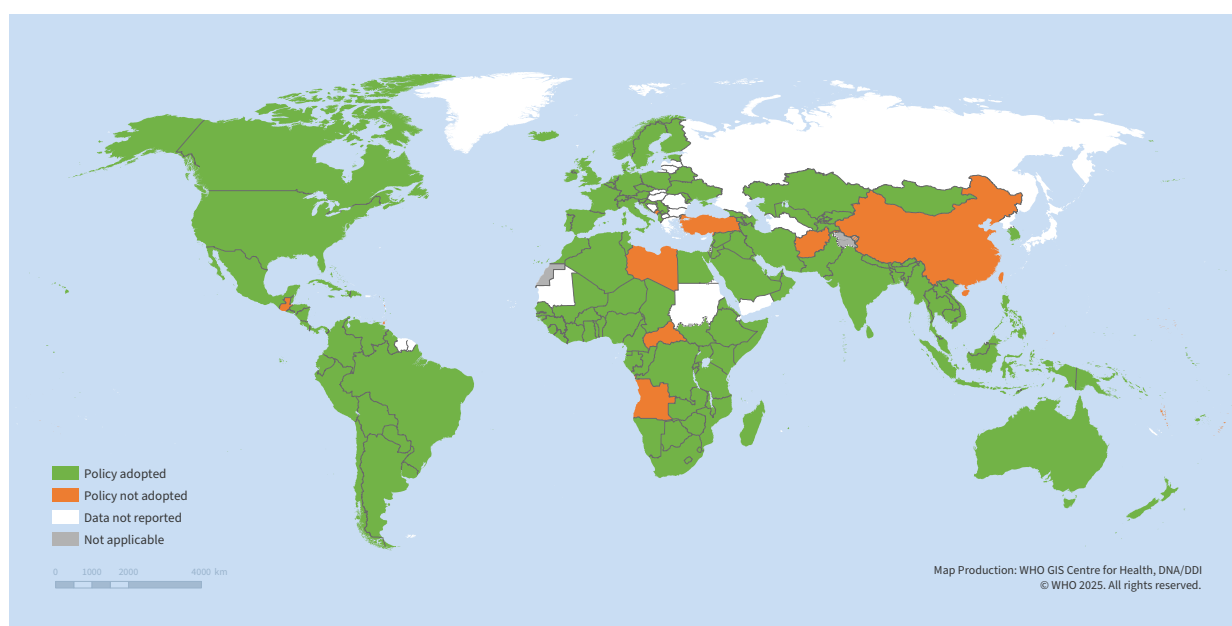 Policy adopted
Policy not adopted
Data not reported
Not applicable
0 1000 2000 4000 km
Map Production: WHO GIS Centre for Health, DNA/DDI
© WHO 2025. All rights reserved.